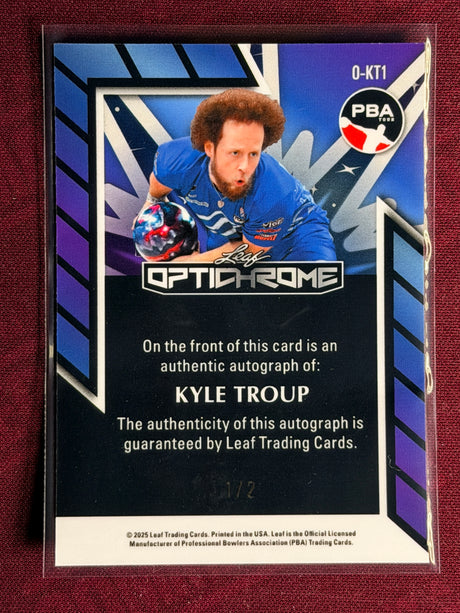 O-KT1
PBA
TOUR
Leaf
OPTICHROME
On the front of this card is an
authentic autograph of:
KYLE TROUP
The authenticity of this autograph is
guaranteed by Leaf Trading Cards.
1/2
© 2025 Leaf Trading Cards. Printed in the USA. Leaf is the Official Licensed
Manufacturer of Professional Bowlers Association (PBA) Trading Cards.